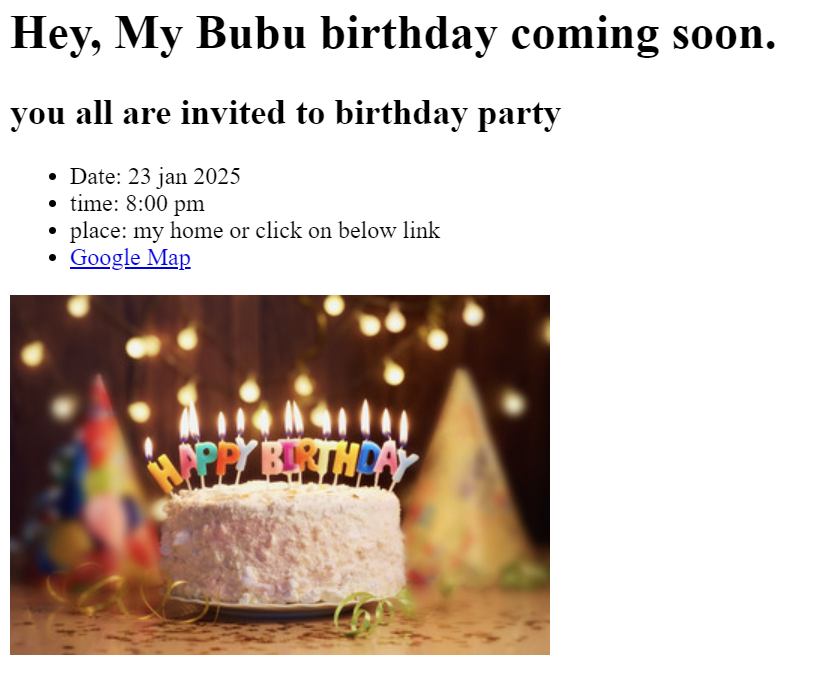 Hey, My Bubu birthday coming soon.
you all are invited to birthday party
Date: 23 jan 2025
time: 8:00 pm
place: my home or click on below link
Google Map
HAPPY BIRTHDAY